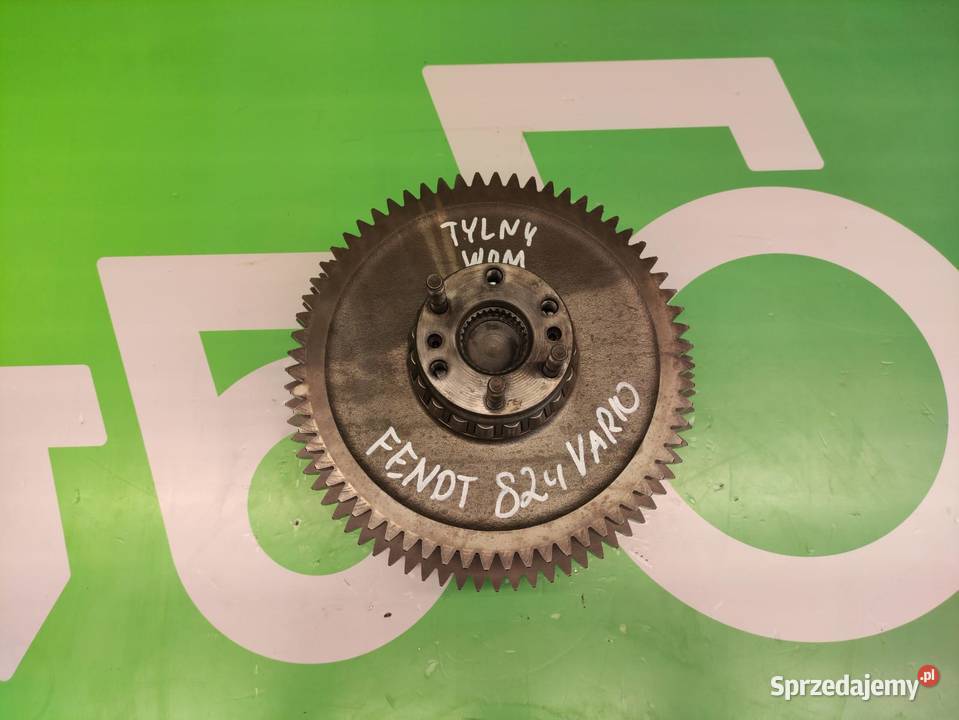 TYLNY
WOM
FENDT 824 VARIO
Sprzedajemy.pl